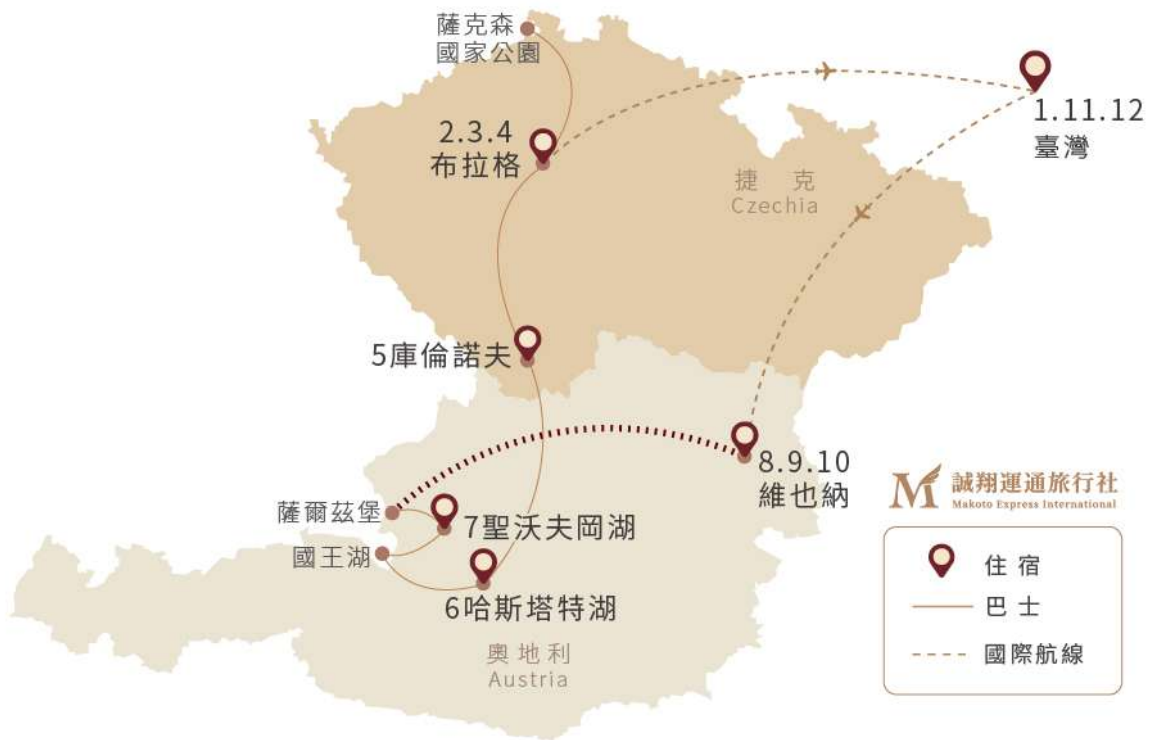 薩克森
國家公園
2.3.4
布拉格
1.11.12
臺灣
捷 克
Czechia
5庫倫諾夫
8.9.10
維也納
誠翔運通旅行社
Makoto Express International
薩爾茲堡
7聖沃夫岡湖
國王湖
6哈斯塔特湖
奧地利
Austria
住 宿
巴 士
國際航線